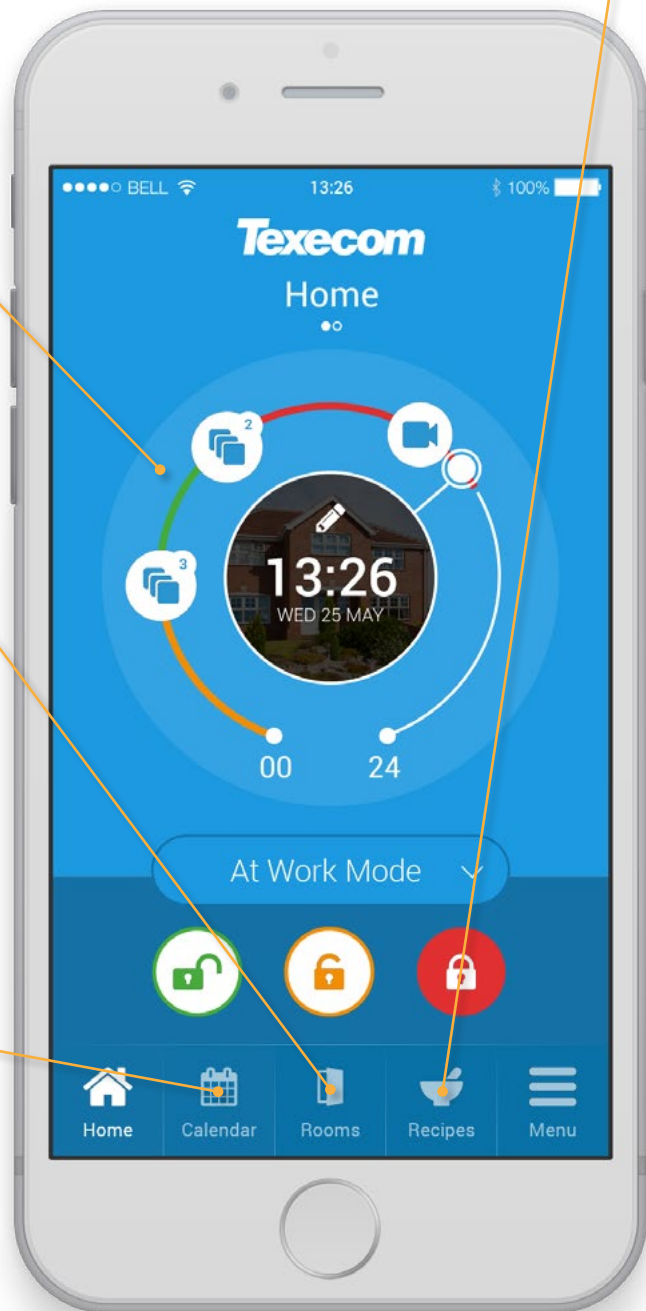 BELL 13:26 100%
Texecom
Home
2
3
13:26
WED 25 MAY
00 24
At Work Mode
Home Calendar Rooms Recipes Menu